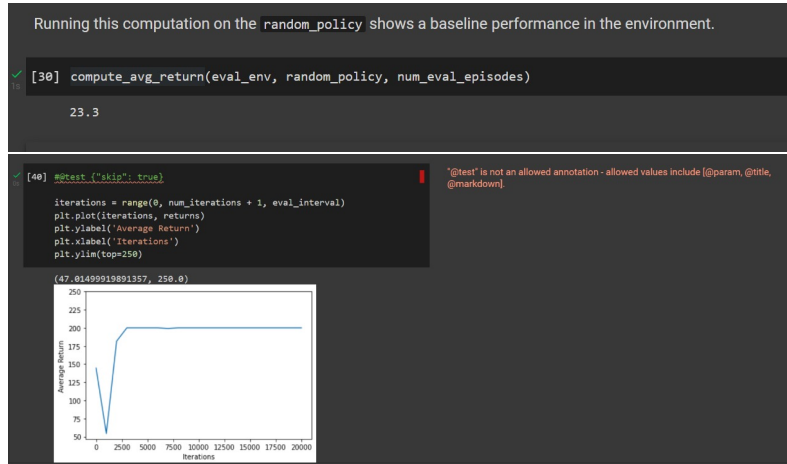 Running this computation on the random_policy shows a baseline performance in the environment.
[30] compute_avg_return(eval_env, random_policy, num_eval_episodes)
1s
23.3
[40] #@test {"skip": true}
iterations = range(0, num_iterations + 1, eval_interval)
plt.plot(iterations, returns)
plt.ylabel('Average Return')
plt.xlabel('Iterations')
plt.ylim(top=250)
"@test" is not an allowed annotation - allowed values include [@param, @title,
@markdown].
(47.01499919891357, 250.0)
250
225
200
175
150
125
100
75
50
Average Return
0 2500 5000 7500 10000 12500 15000 17500 20000
Iterations